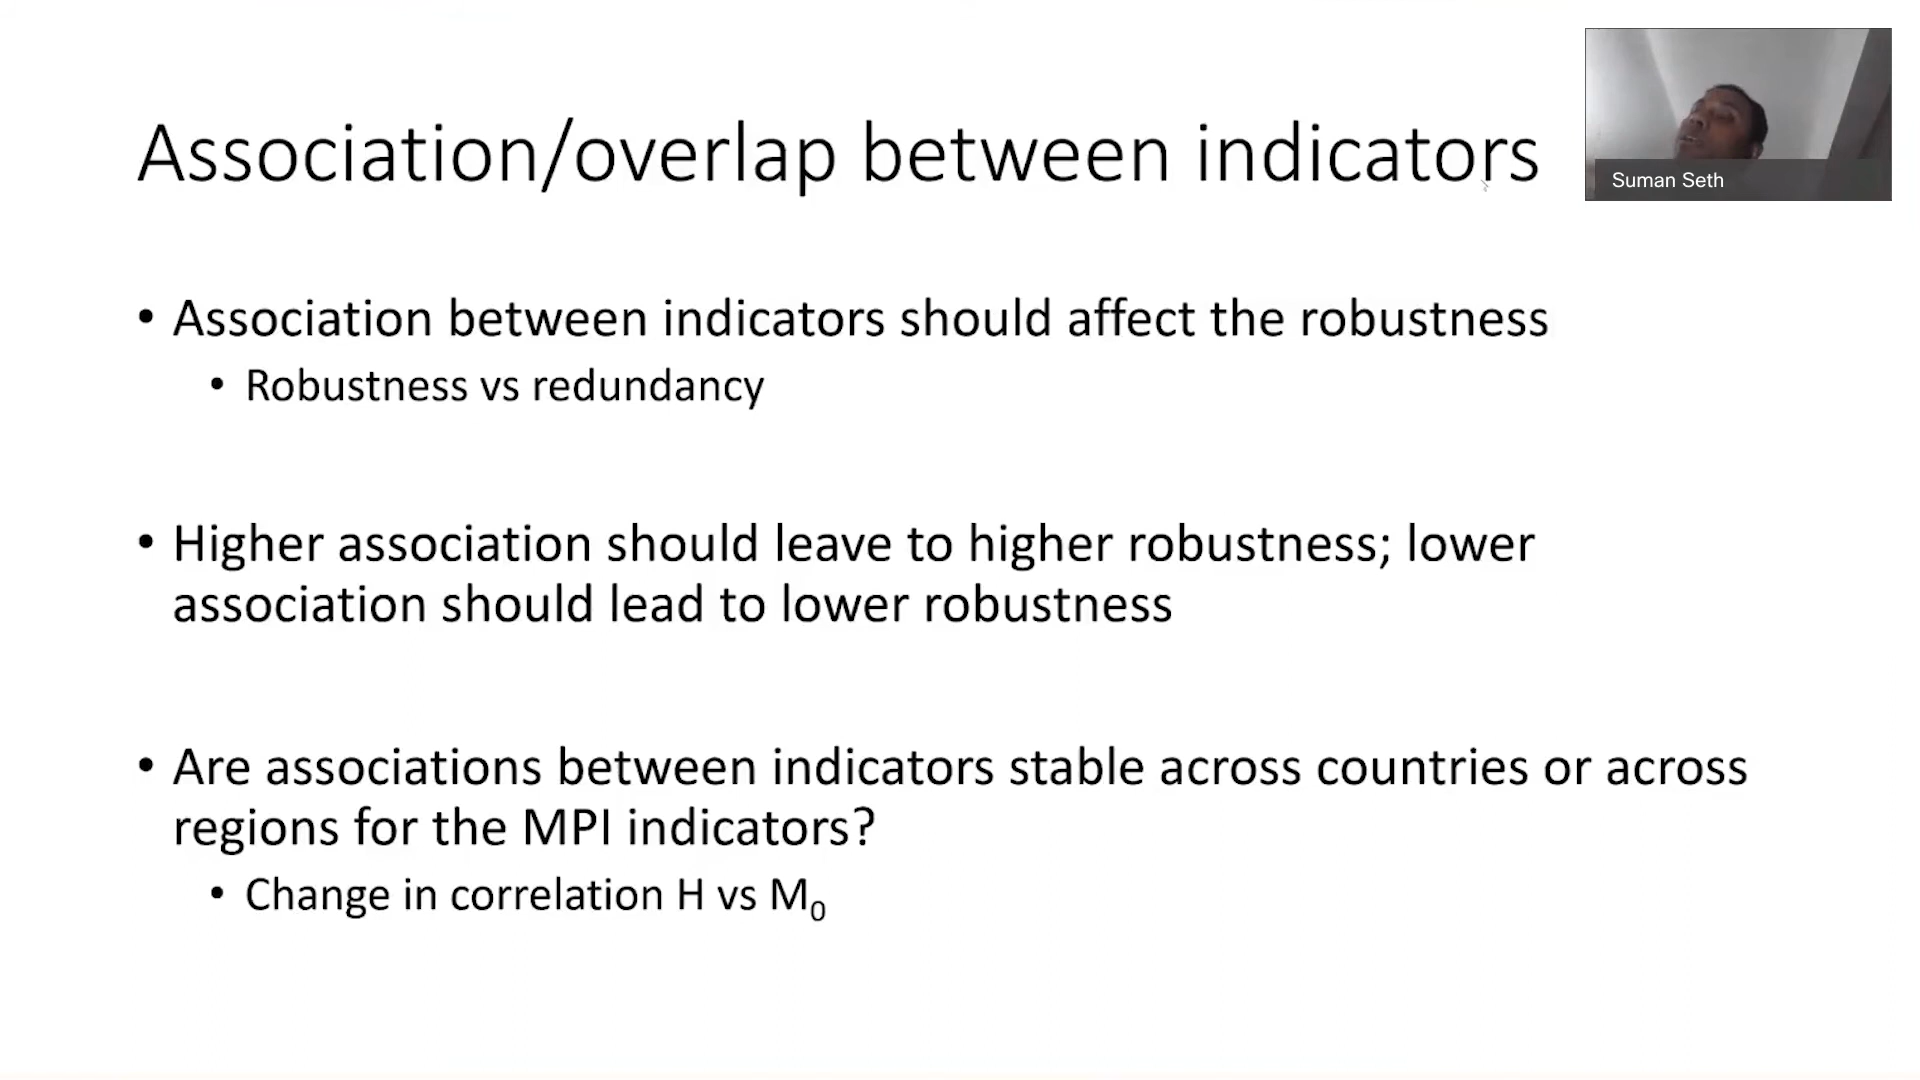 Association/overlap between indicators
Suman Seth
• Association between indicators should affect the robustness
• Robustness vs redundancy
• Higher association should leave to higher robustness; lower
association should lead to lower robustness
• Are associations between indicators stable across countries or across
regions for the MPI indicators?
• Change in correlation H vs M₀